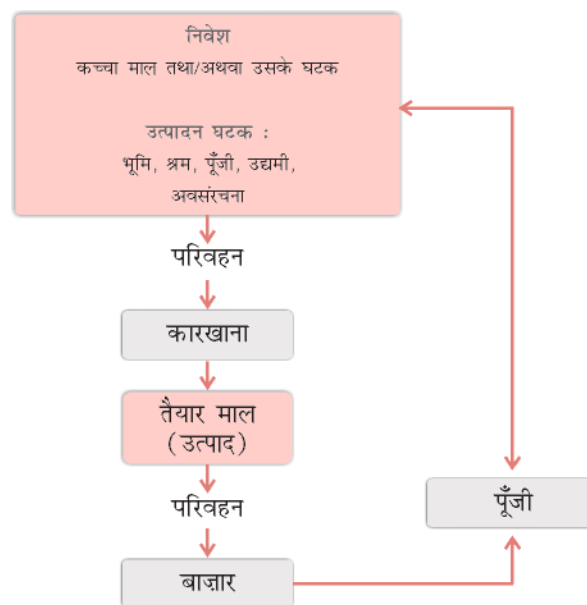 निवेश
कच्चा माल तथा/अथवा उसके घटक
उत्पादन घटक :
भूमि, श्रम, पूँजी, उद्यमी,
अवसंरचना
परिवहन
कारखाना
तैयार माल
(उत्पाद)
परिवहन
पूँजी
बाज़ार